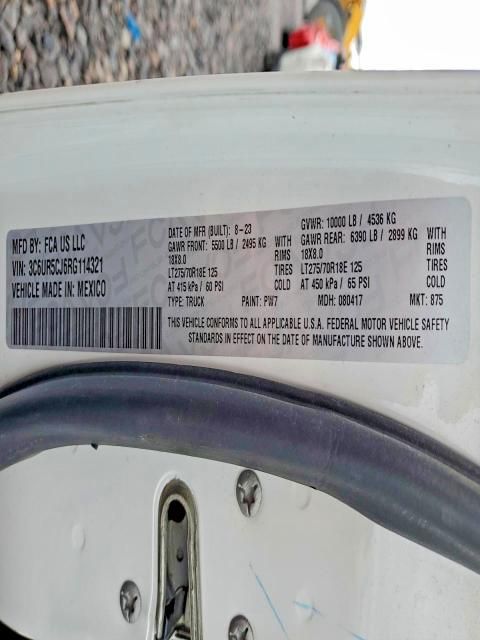 MFD BY: FCA US LLC
VIN: 3C6UR5CJ6RG114321
VEHICLE MADE IN: MEXICO
DATE OF MFR (BUILT) 8-23
GAWR FRONT: 5500 LB / 2495 KG WITH
18X8.0 RIMS
LT275/70R18E 125 TIRES
AT 415 kPa / 60 PSI COLD
TYPE: TRUCK PAINT: PW7
GVWR: 10000 LB / 4536 KG
GAWR REAR: 6390 LB / 2899 KG WITH
18X8.0 RIMS
LT275/70R18E 125 TIRES
AT 450 kPa / 65 PSI COLD
MDH: 080417 MKT: 875
THIS VEHICLE CONFORMS TO ALL APPLICABLE U.S.A. FEDERAL MOTOR VEHICLE SAFETY
STANDARDS IN EFFECT ON THE DATE OF MANUFACTURE SHOWN ABOVE.